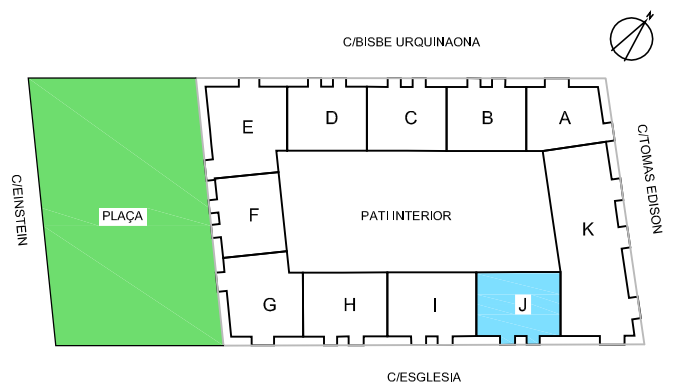 N
C/BISBE URQUINAONA
E
D
C
B
A
C/TOMAS EDISON
C/EINSTEIN
PLAÇA
F
PATI INTERIOR
K
G
H
I
J
C/ESGLESIA